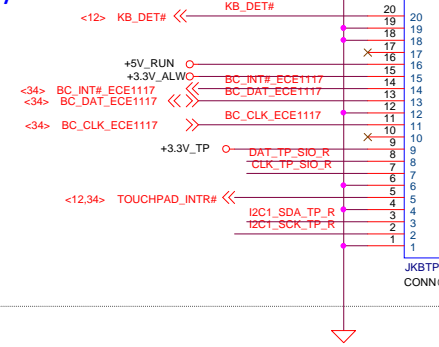 KB_DET#
<12> KB_DET#
20 20
19 19
18 18
17 17
+5V_RUN 16 16
+3.3V_ALW 15 15
<34> BC_INT#_ECE1117 BC_INT#_ECE1117 14 14
<34> BC_DAT_ECE1117 BC_DAT_ECE1117 13 13
12 12
<34> BC_CLK_ECE1117 BC_CLK_ECE1117 11 11
10 10
+3.3V_TP 9 9
DAT_TP_SIO_R 8 8
CLK_TP_SIO_R 7 7
6 6
<12,34> TOUCHPAD_INTR# 5 5
4 4
I2C1_SDA_TP_R 3 3
I2C1_SCK_TP_R 2 2
1 1
JKBTP
CONN